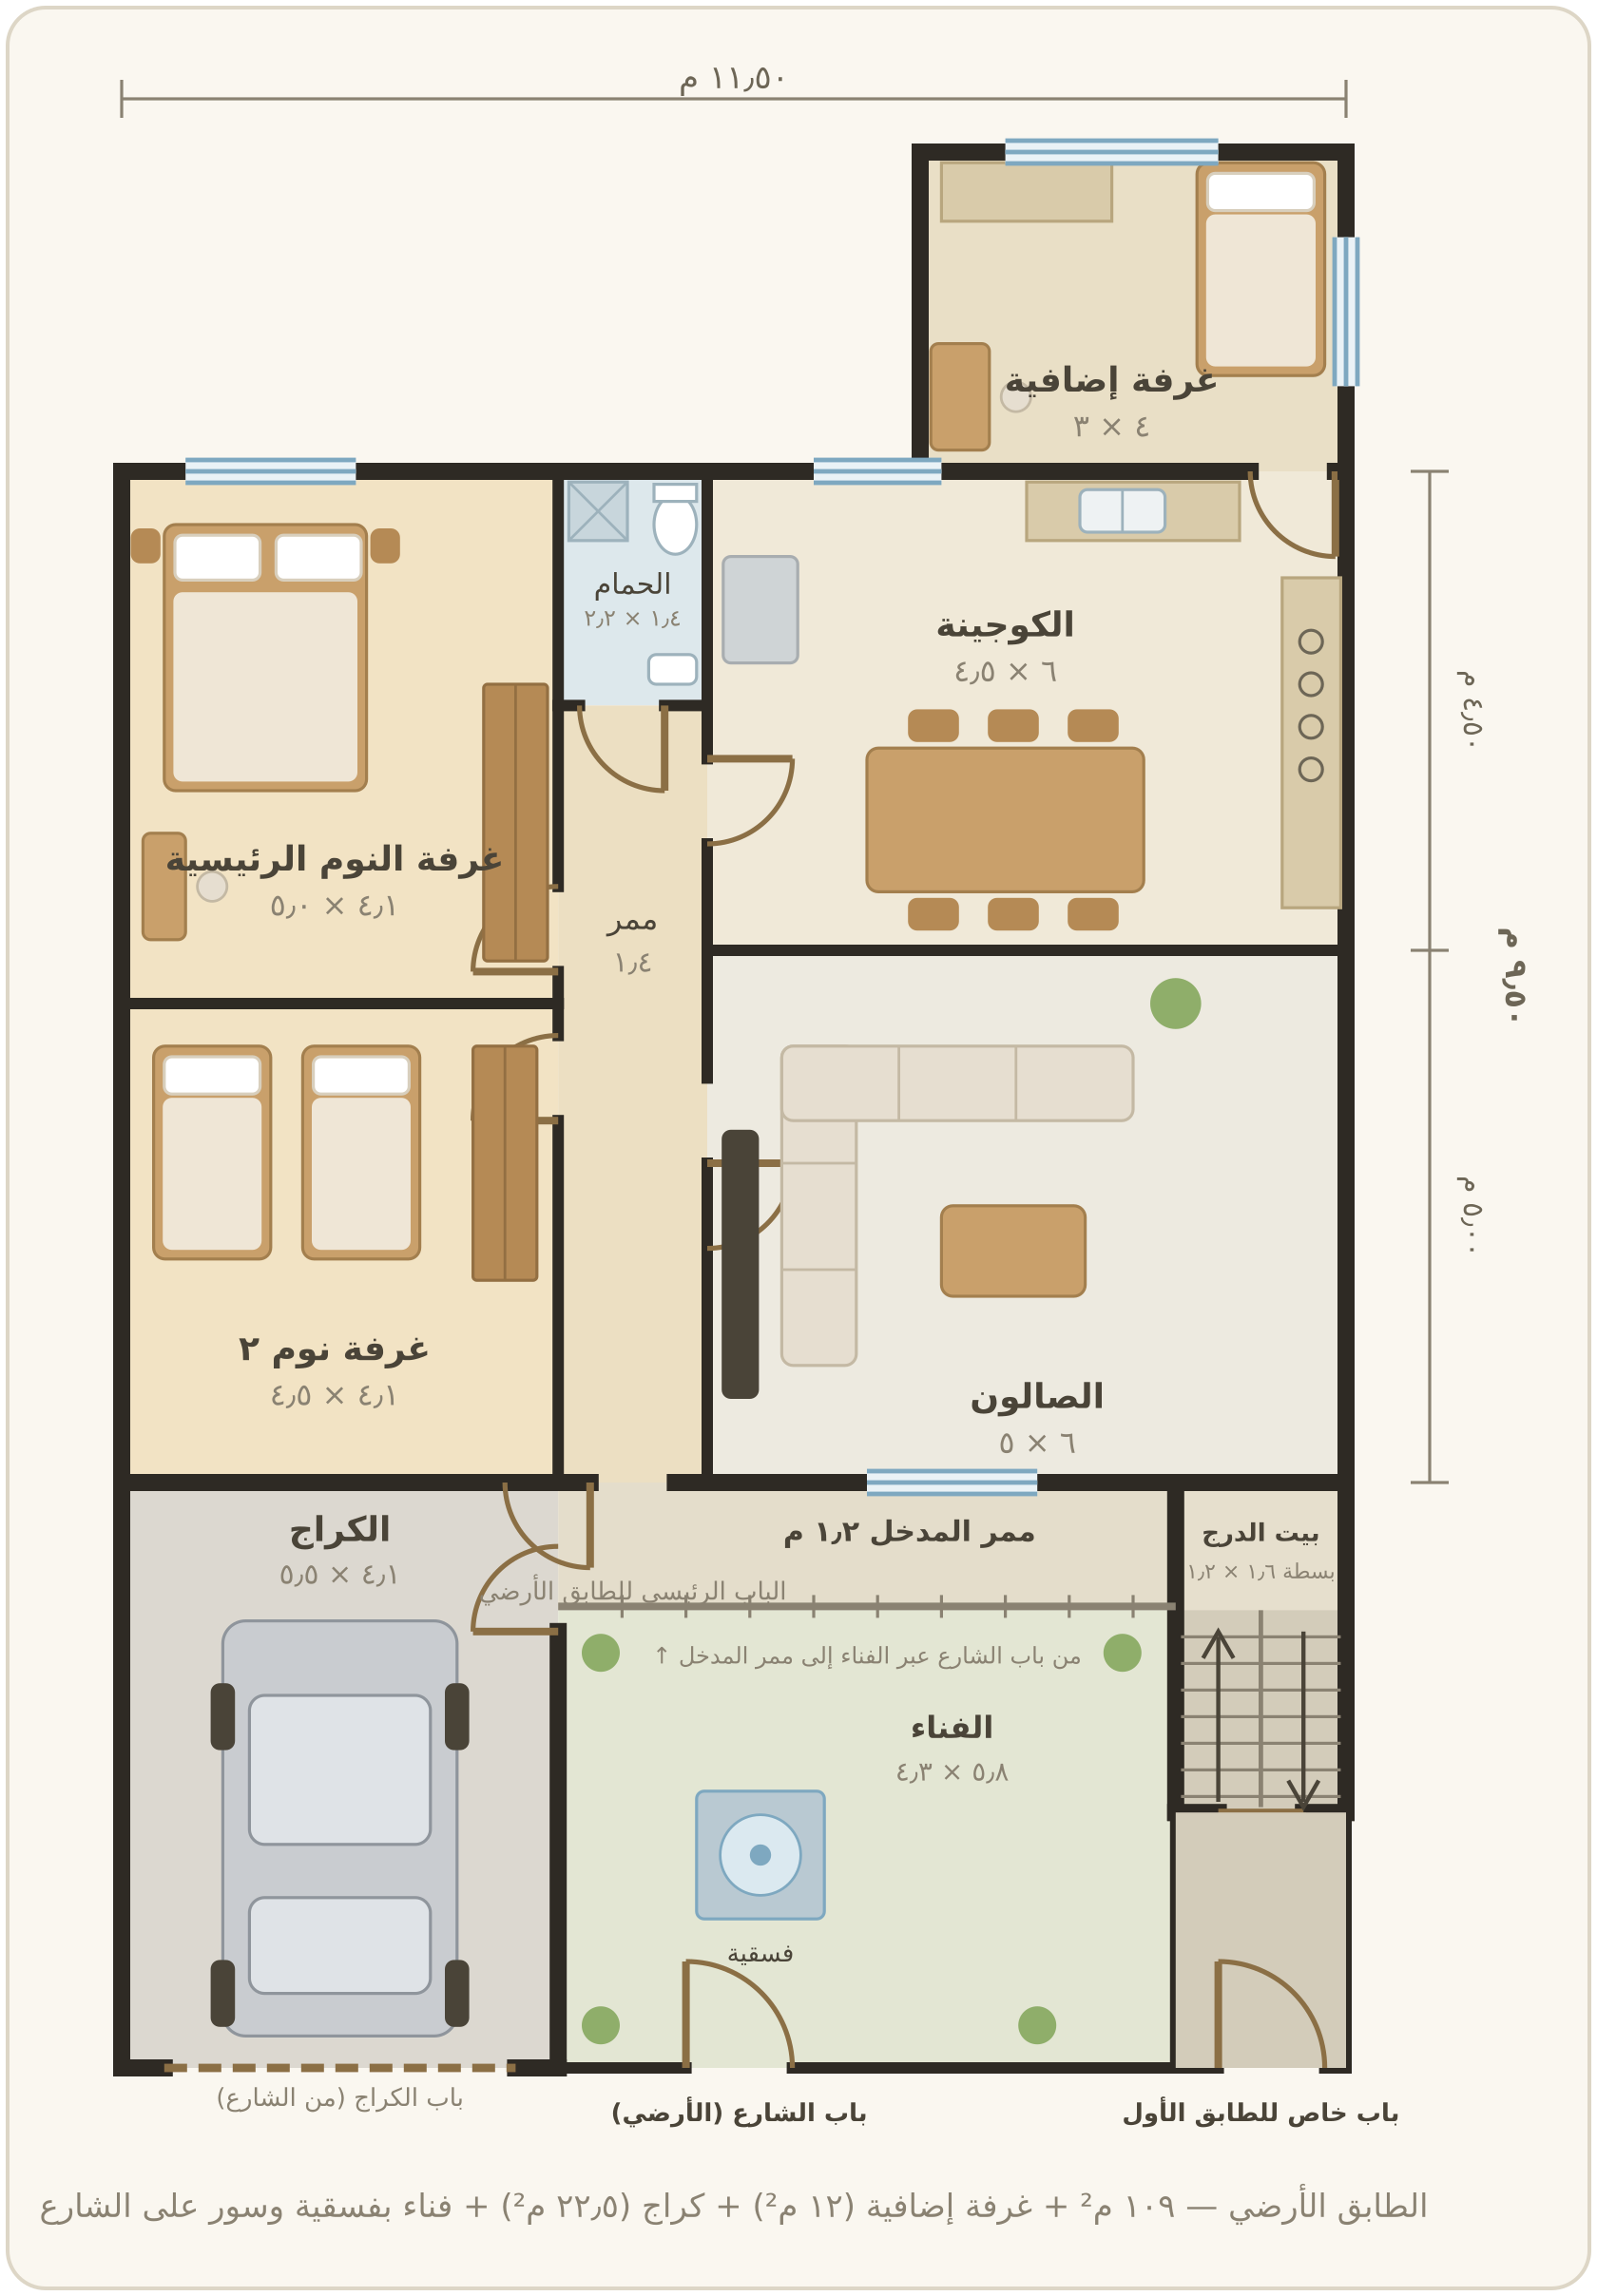 ١١٫٥٠ م
غرفة إضافية
٤ × ٣
الحمام
١٫٤ × ٢٫٢
الكوجينة
٦ × ٤٫٥
٤٫٥٠ م
غرفة النوم الرئيسية
٤٫١ × ٥٫٠
ممر
١٫٤
٩٫٥٠ م
٥٫٠٠ م
غرفة نوم ٢
٤٫١ × ٤٫٥
الصالون
٦ × ٥
الكراج
٤٫١ × ٥٫٥
ممر المدخل ١٫٢ م
بيت الدرج
بسطة ١٫٦ × ١٫٢
الباب الرئيسي للطابق الأرضي
من باب الشارع عبر الفناء إلى ممر المدخل ↑
الفناء
٥٫٨ × ٤٫٣
فسقية
باب الكراج (من الشارع)
باب الشارع (الأرضي)
باب خاص للطابق الأول
الطابق الأرضي — ١٠٩ م² + غرفة إضافية (١٢ م²) + كراج (٢٢٫٥ م²) + فناء بفسقية وسور على الشارع